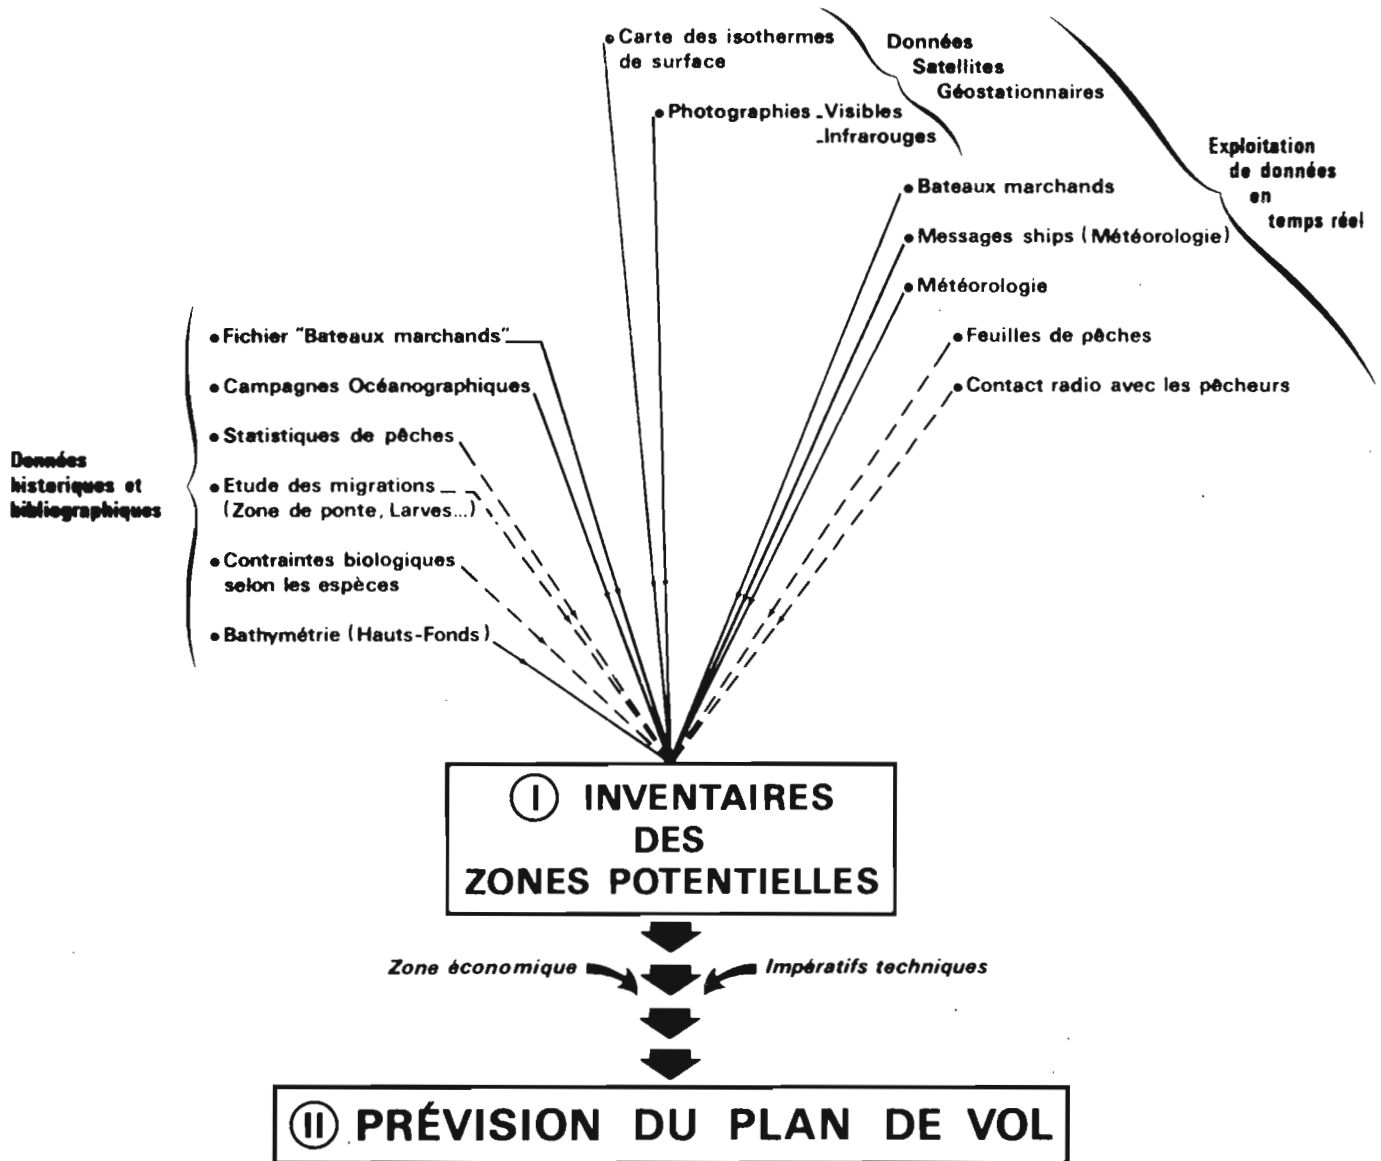 • Carte des isothermes
de surface
• Photographies -Visibles
-Infrarouges
Données
Satellites
Géostationnaires
Exploitation
de données
en
temps réel
• Bateaux marchands
• Messages ships (Météorologie)
• Météorologie
• Feuilles de pêches
• Contact radio avec les pêcheurs
Données
historiques et
bibliographiques
• Fichier "Bateaux marchands"
• Campagnes Océanographiques
• Statistiques de pêches
• Etude des migrations
(Zone de ponte, Larves...)
• Contraintes biologiques
selon les espèces
• Bathymétrie (Hauts-Fonds)
I INVENTAIRES
DES
ZONES POTENTIELLES
Zone économique
Impératifs techniques
II PRÉVISION DU PLAN DE VOL